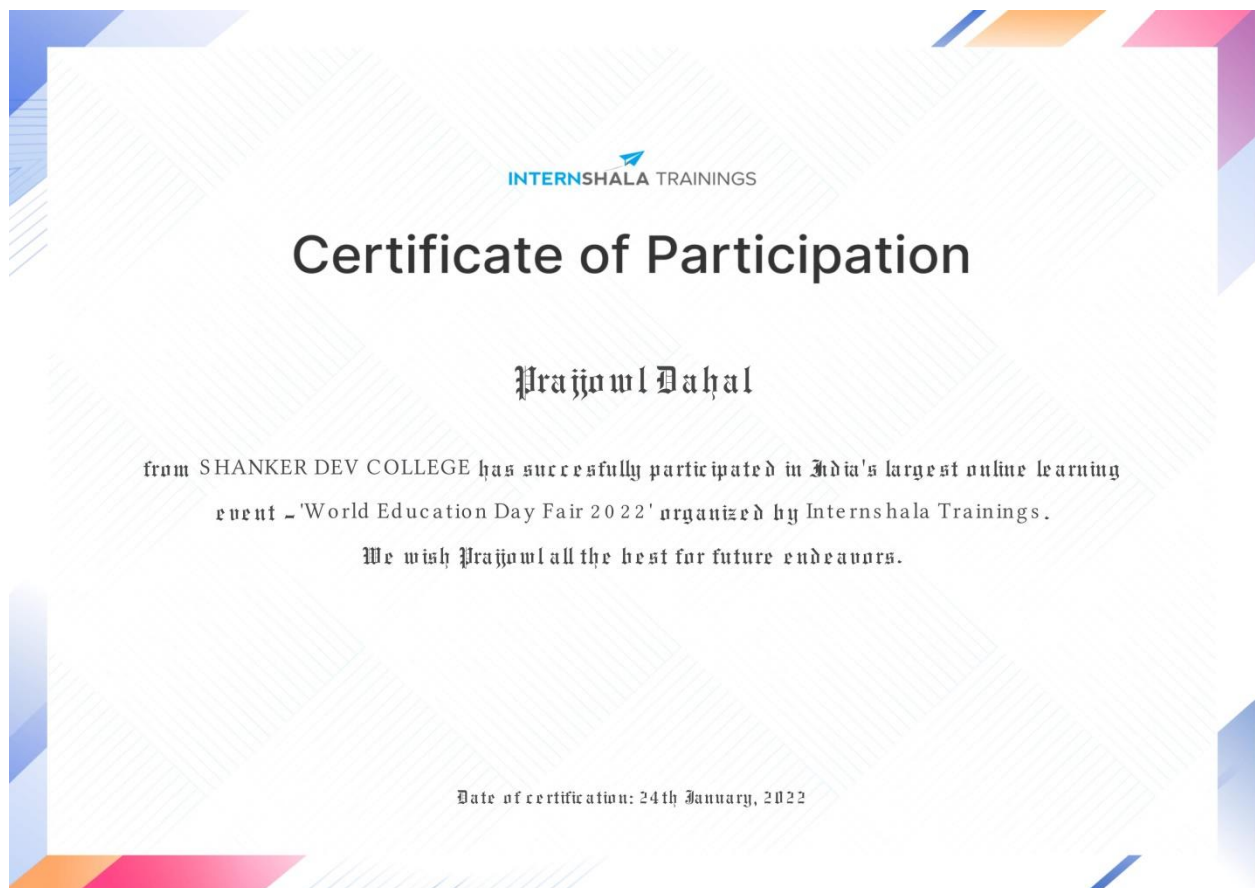 INTERNSHALA TRAININGS
Certificate of Participation
Prajjowl Dahal
from SHANKER DEV COLLEGE has succesfully participated in India's largest online learning
event - 'World Education Day Fair 2022' organized by Internshala Trainings.
We wish Prajjowl all the best for future endeavors.
Date of certification: 24th January, 2022